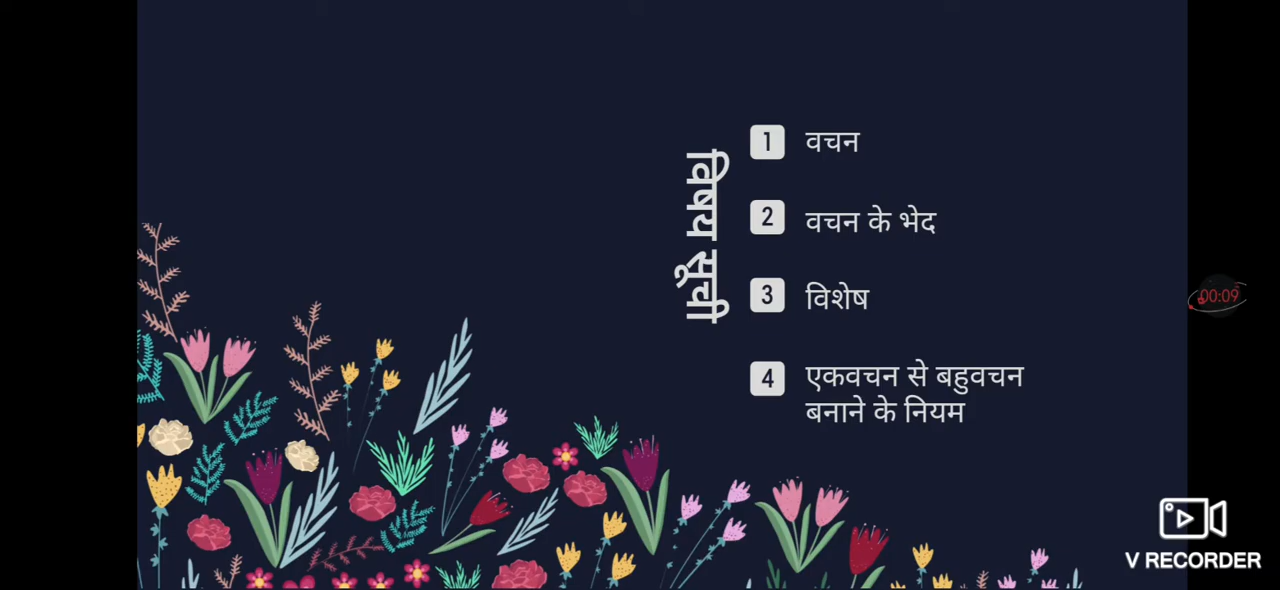 विषय सूची
1 वचन
2 वचन के भेद
3 विशेष
4 एकवचन से बहुवचन
बनाने के नियम
00:09
V RECORDER